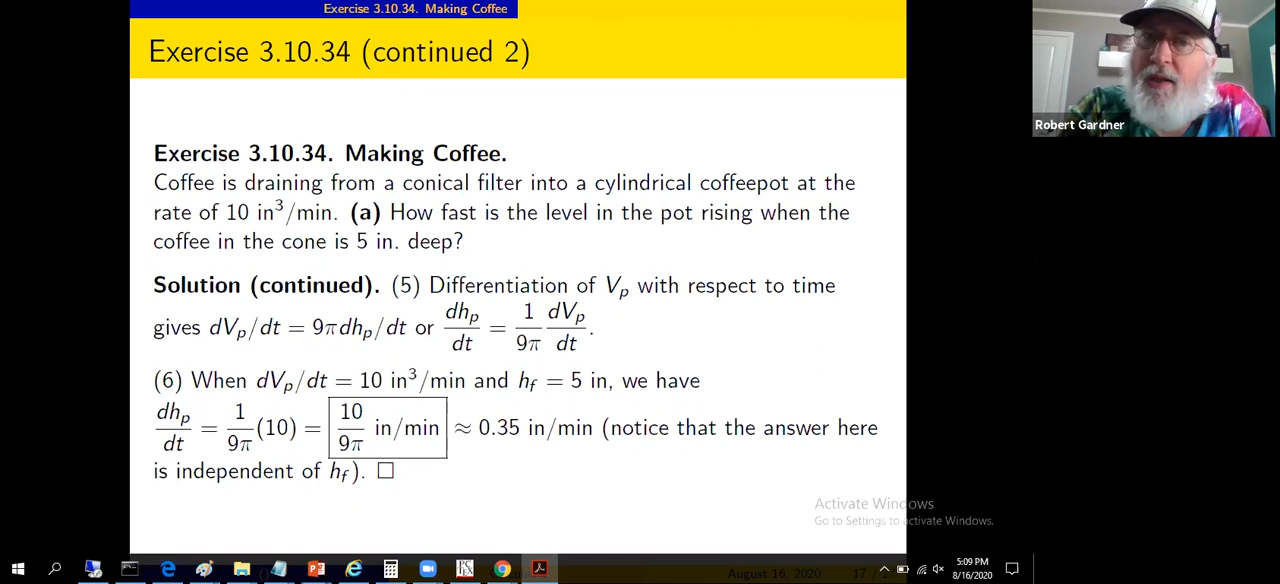 Exercise 3.10.34. Making Coffee
Exercise 3.10.34 (continued 2)
Robert Gardner
Exercise 3.10.34. Making Coffee.
Coffee is draining from a conical filter into a cylindrical coffeepot at the
rate of 10 in³/min. (a) How fast is the level in the pot rising when the
coffee in the cone is 5 in. deep?
Solution (continued). (5) Differentiation of V_p with respect to time
gives dV_p/dt = 9πdh_p/dt or dh_p/dt = 1/9π dV_p/dt.
(6) When dV_p/dt = 10 in³/min and h_f = 5 in, we have
dh_p/dt = 1/9π (10) = 10/9π in/min ≈ 0.35 in/min (notice that the answer here
is independent of h_f). □
Activate Windows
Go to Settings to activate Windows.
August 16, 2020
17 /
5:09 PM
8/16/2020